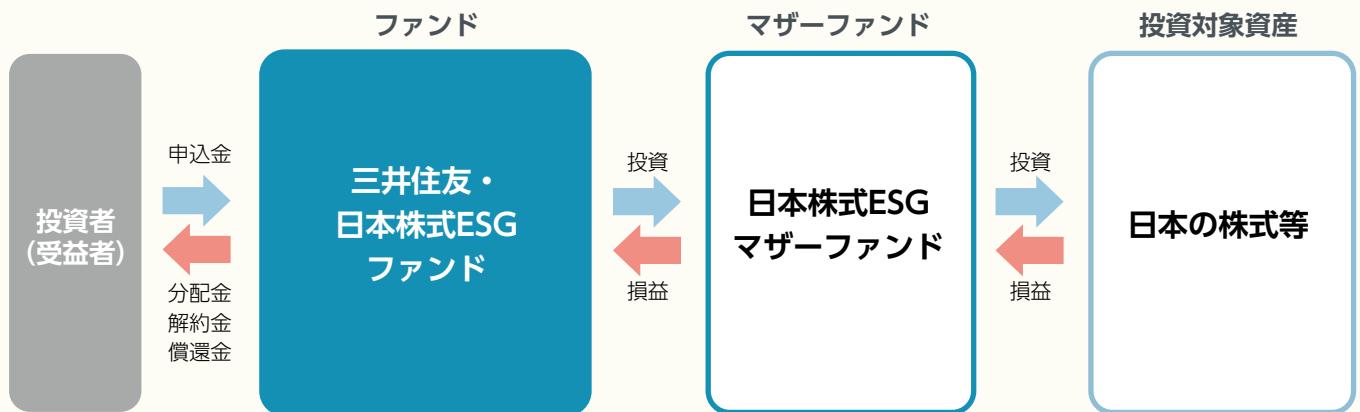 ファンド
マザーファンド
投資対象資産
投資者
(受益者)
申込金
分配金
解約金
償還金
三井住友・
日本株式ESG
ファンド
投資
損益
日本株式ESG
マザーファンド
投資
損益
日本の株式等